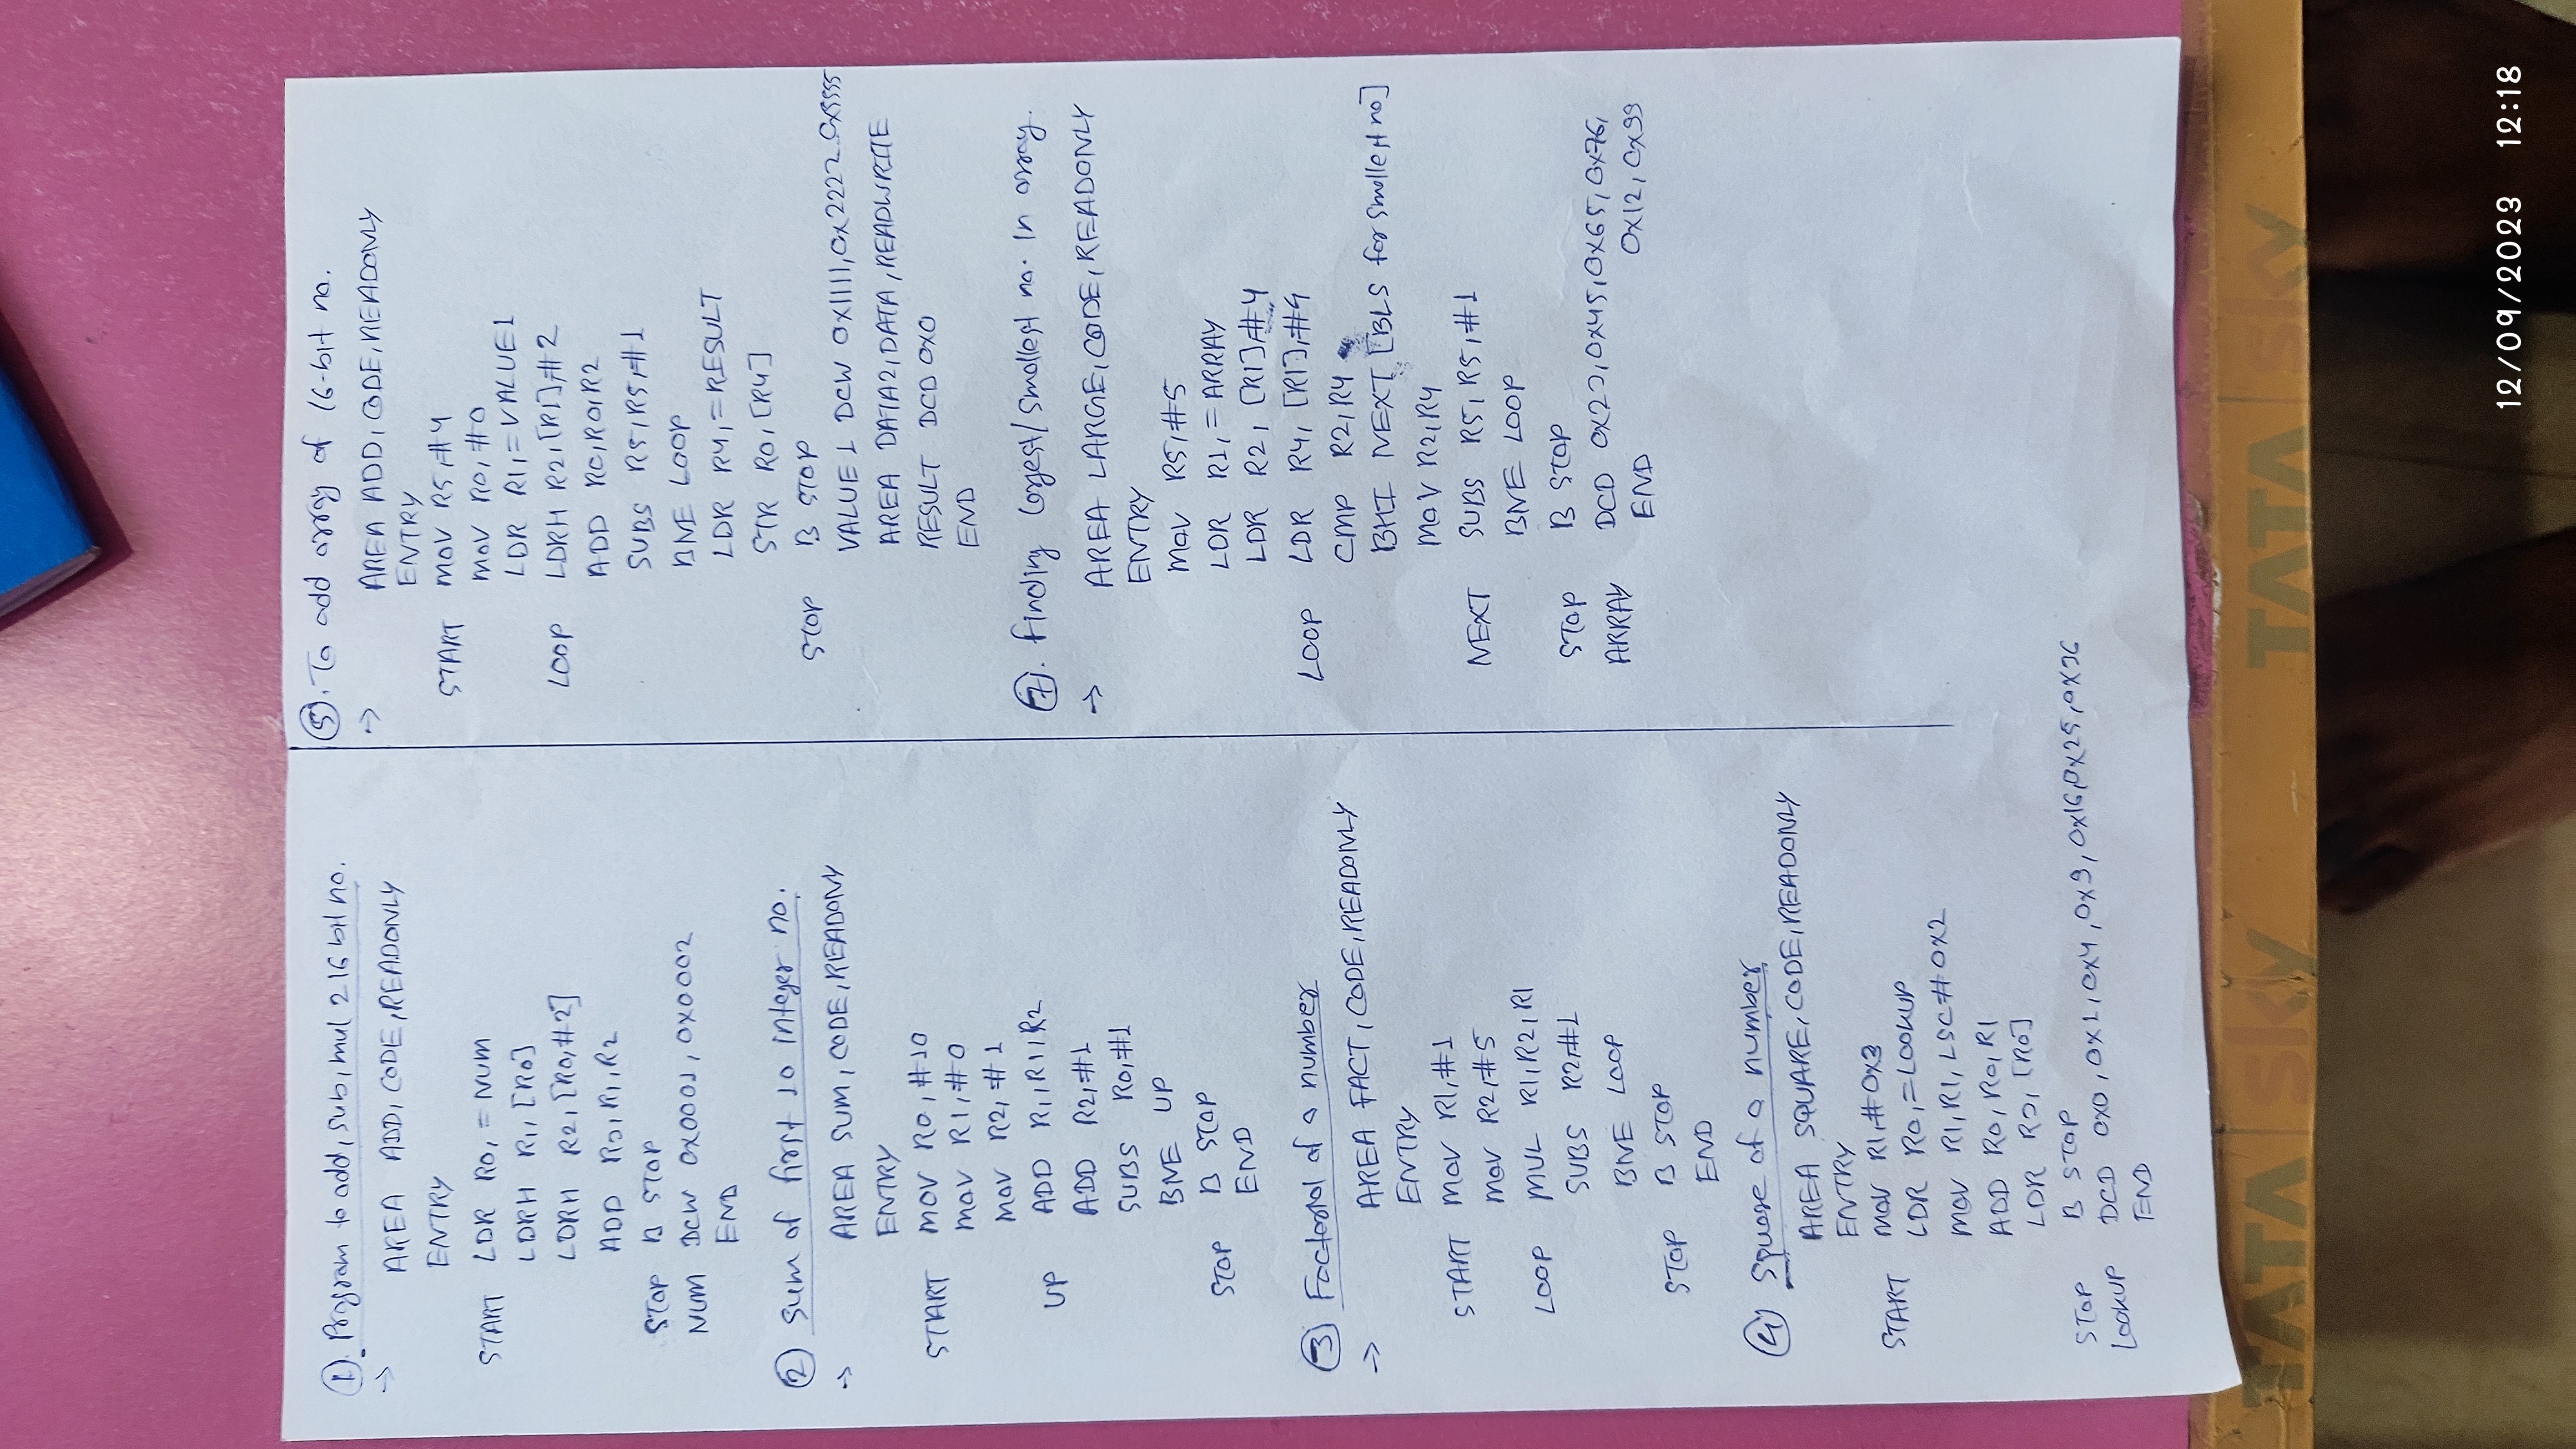 ① Program to add, sub, mul 2 16 bit no.
→ AREA ADD, CODE, READONLY
ENTRY
START LDR R0, = NUM
LDRH R1, [R0]
LDRH R2, [R0, #2]
ADD R3, R1, R2
STOP B STOP
NUM DCW 0X0001, 0X0002
END
② Sum of first 10 integer no.
→ AREA SUM, CODE, READONY
ENTRY
START MOV R0, #10
MOV R1, #0
MOV R2, #1
UP ADD R1, R1, R2
ADD R2, #1
SUBS R0, #1
BNE UP
STOP B STOP
END
③ Factorial of a number
→ AREA FACT, CODE, READONLY
ENTRY
START MOV R1, #1
MOV R2, #5
LOOP MUL R1, R2, R1
SUBS R2, #1
BNE LOOP
STOP B STOP
END
④ Square of a number
AREA SQUARE, CODE, READONLY
ENTRY
START MOV R1, #0X3
LDR R0, =LOOKUP
MOV R1, R1, LSC #0X2
ADD R0, R0, R1
LDR R3, [R0]
STOP B STOP
LOOKUP DCD 0X0, 0X1, 0X4, 0X9, 0X16, 0X25, 0X36
END
⑤. To add array of 16-bit no.
→ AREA ADD, CODE, READONLY
ENTRY
START MOV R5, #4
MOV R0, #0
LDR R1, =VALUE1
LOOP LDRH R2, [R1], #2
ADD R0, R0, R2
SUBS R5, R5, #1
BNE LOOP
LDR R4, =RESULT
STR R0, [R4]
STOP B STOP
VALUE1 DCW 0X1111, 0X2222 0X5555
AREA DATA2, DATA, READWRITE
RESULT DCD 0X0
END
⑦. Finding largest/smallest no. in array.
→ AREA LARGE, CODE, READONLY
ENTRY
MOV R5, #5
LDR R1, =ARRAY
LDR R2, [R1], #4
LOOP LDR R4, [R1], #4
CMP R2, R4
BHI NEXT [BLS for smallest no]
MOV R2, R4
NEXT SUBS R5, R5, #1
BNE LOOP
STOP B STOP
ARRAY DCD 0X23, 0X45, 0X65, 0X76,
0X12, 0X99
END
TATA sky TATA sky
12/09/2023 12:18